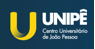 UNIPÊ
Centro Universitário
de João Pessoa